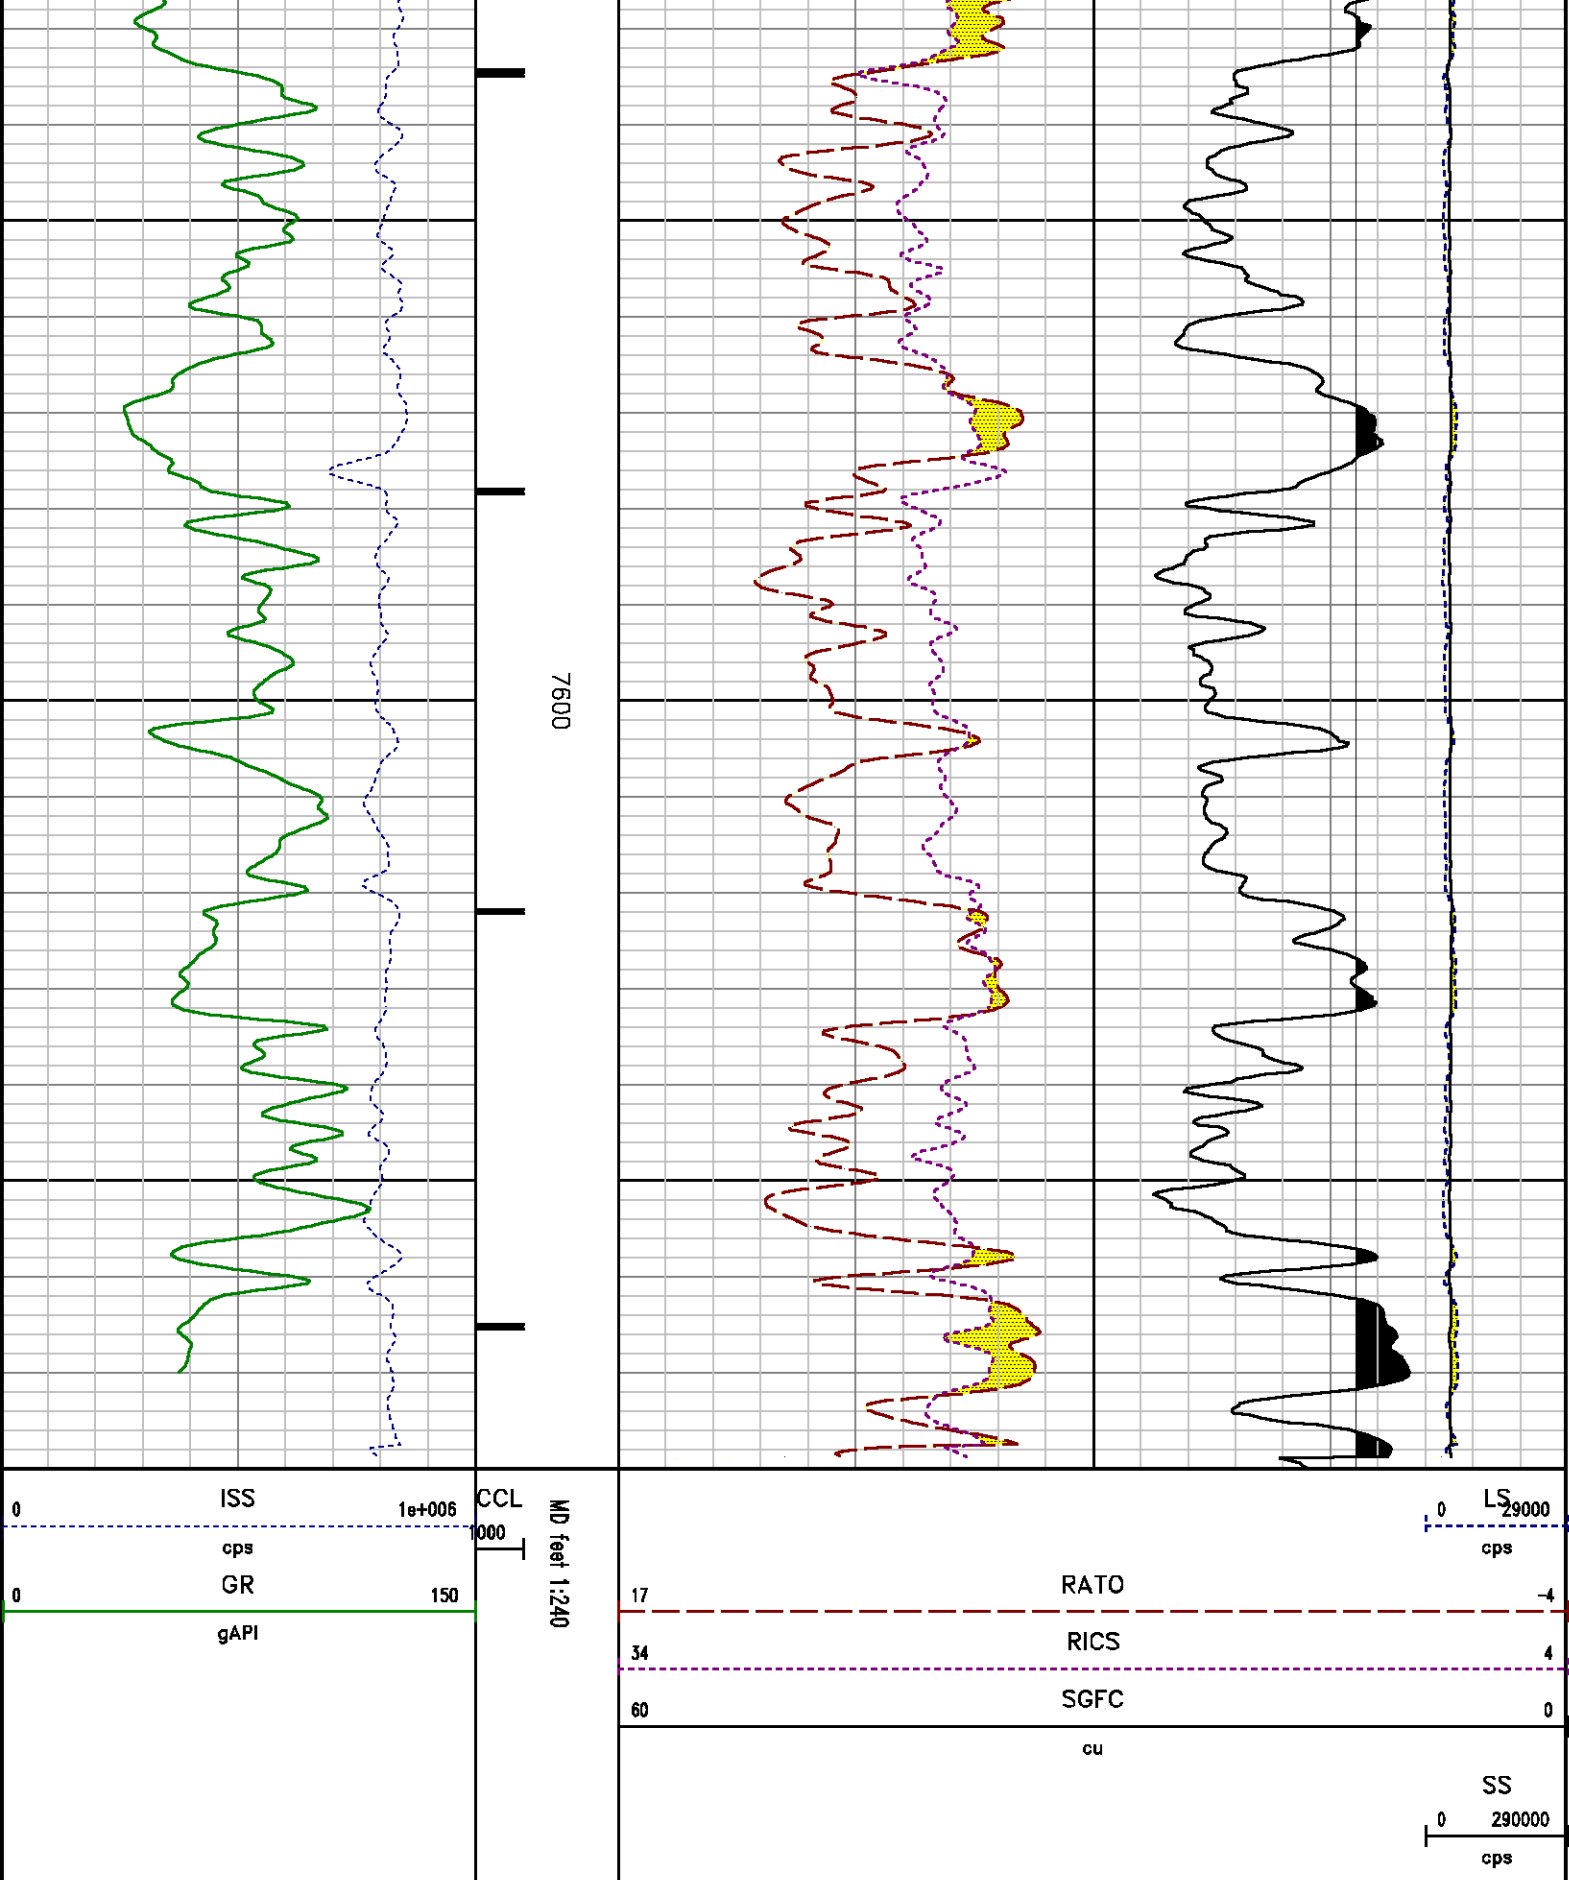 7600
ISS
CCL
LS
0 1e+006
1000
0 29000
cps
cps
MD feet 1:240
GR
0 150
gAPI
RATO
17 -4
RICS
34 4
SGFC
60 0
cu
SS
0 290000
cps